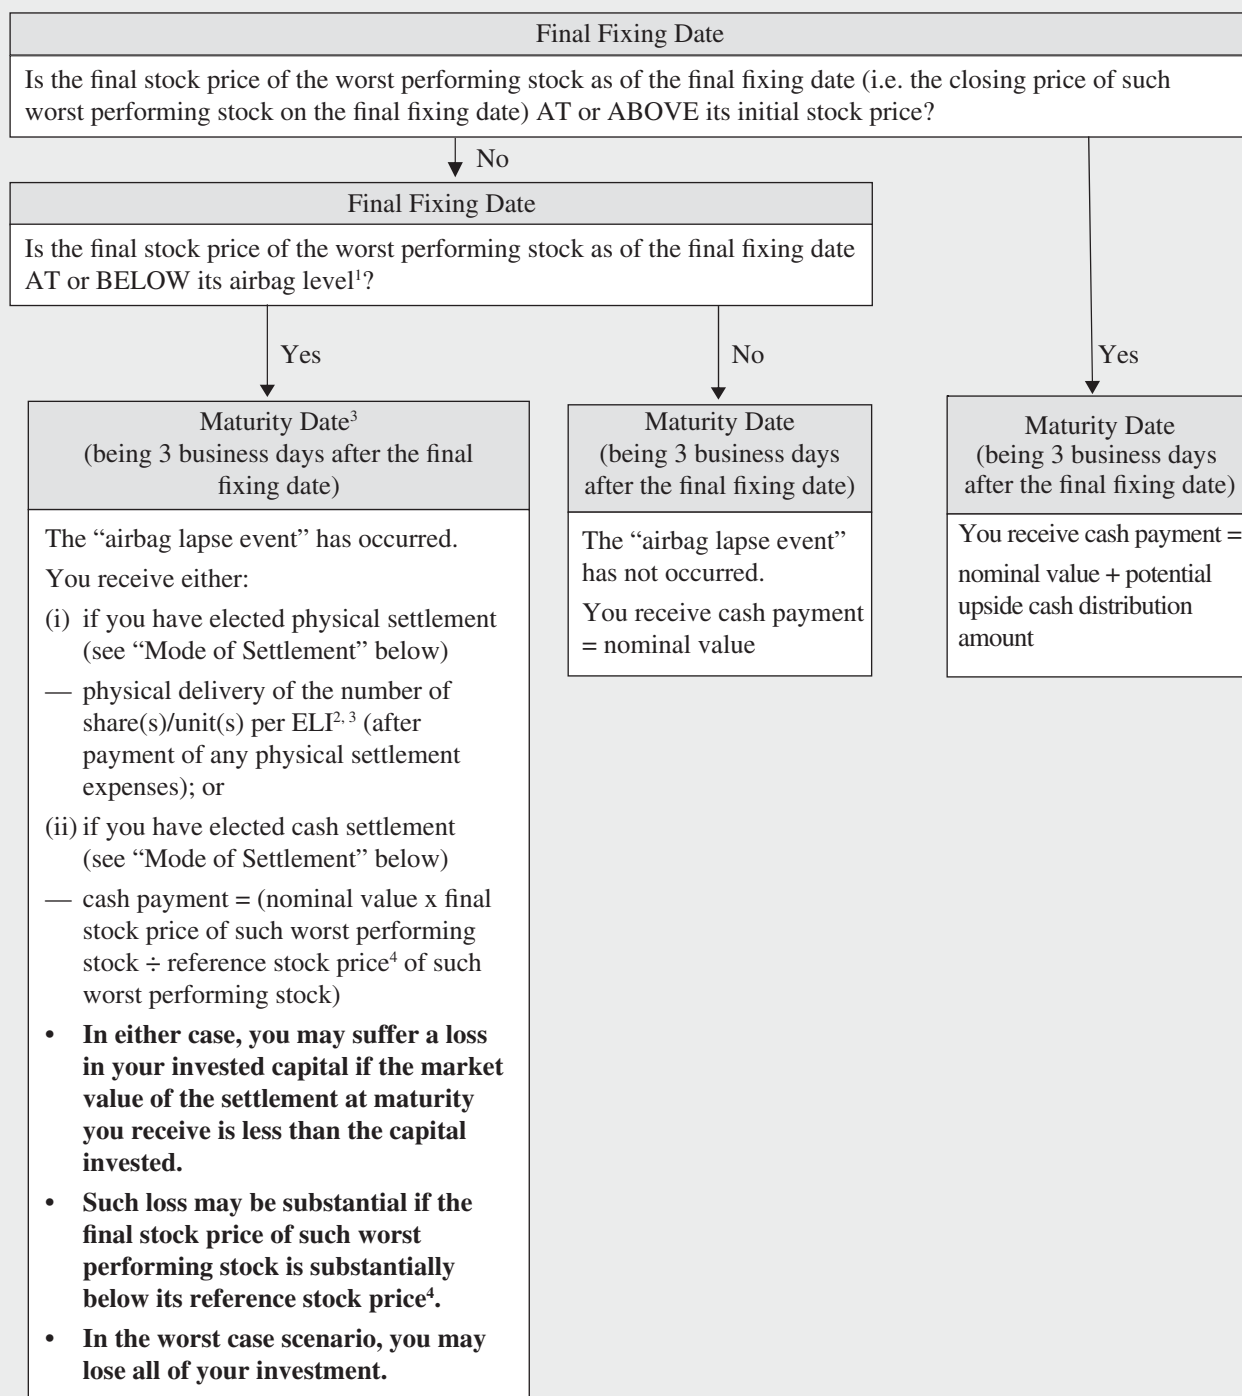 Final Fixing Date
Is the final stock price of the worst performing stock as of the final fixing date (i.e. the closing price of such
worst performing stock on the final fixing date) AT or ABOVE its initial stock price?
No
Final Fixing Date
Is the final stock price of the worst performing stock as of the final fixing date
AT or BELOW its airbag level¹?
Yes
No
Yes
Maturity Date³
(being 3 business days after the final
fixing date)
The “airbag lapse event” has occurred.
You receive either:
(i) if you have elected physical settlement
(see “Mode of Settlement” below)
— physical delivery of the number of
share(s)/unit(s) per ELI²,³ (after
payment of any physical settlement
expenses); or
(ii) if you have elected cash settlement
(see “Mode of Settlement” below)
— cash payment = (nominal value x final
stock price of such worst performing
stock ÷ reference stock price⁴ of such
worst performing stock)
• In either case, you may suffer a loss
in your invested capital if the market
value of the settlement at maturity
you receive is less than the capital
invested.
• Such loss may be substantial if the
final stock price of such worst
performing stock is substantially
below its reference stock price⁴.
• In the worst case scenario, you may
lose all of your investment.
Maturity Date
(being 3 business days
after the final fixing date)
The “airbag lapse event”
has not occurred.
You receive cash payment
= nominal value
Maturity Date
(being 3 business days
after the final fixing date)
You receive cash payment =
nominal value + potential
upside cash distribution
amount